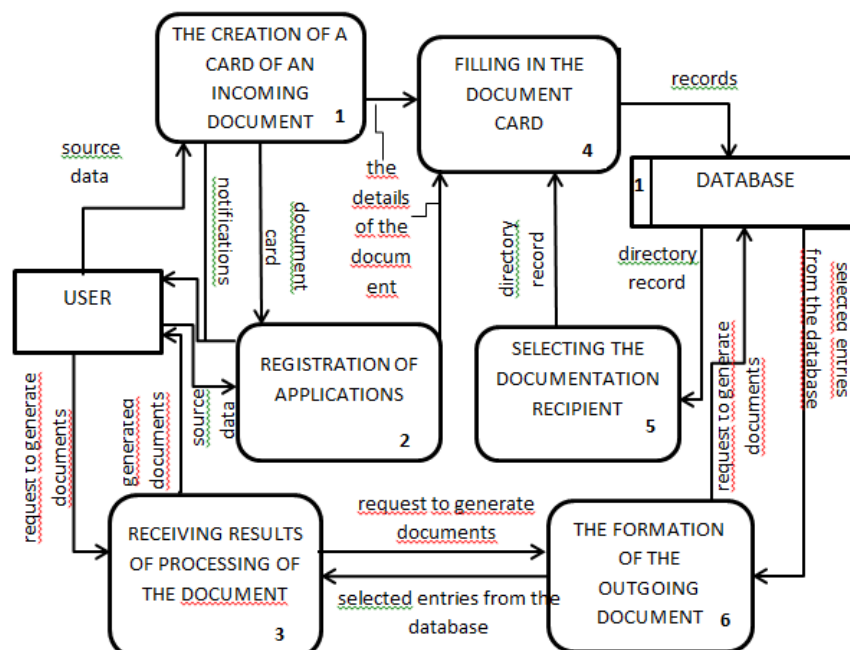 THE CREATION OF A
CARD OF AN
INCOMING
DOCUMENT
1
FILLING IN THE
DOCUMENT
CARD
4
records
source
data
notifications
document
card
the
details
of the
docum
ent
directory
record
1
DATABASE
directory
record
selected entries
from the database
USER
REGISTRATION OF
APPLICATIONS
2
SELECTING THE
DOCUMENTATION
RECIPIENT
5
request to generate
documents
request to generate
documents
generated
documents
source
data
RECEIVING RESULTS
OF PROCESSING OF
THE DOCUMENT
3
request to generate
documents
selected entries from the
database
THE FORMATION
OF THE
OUTGOING
DOCUMENT
6